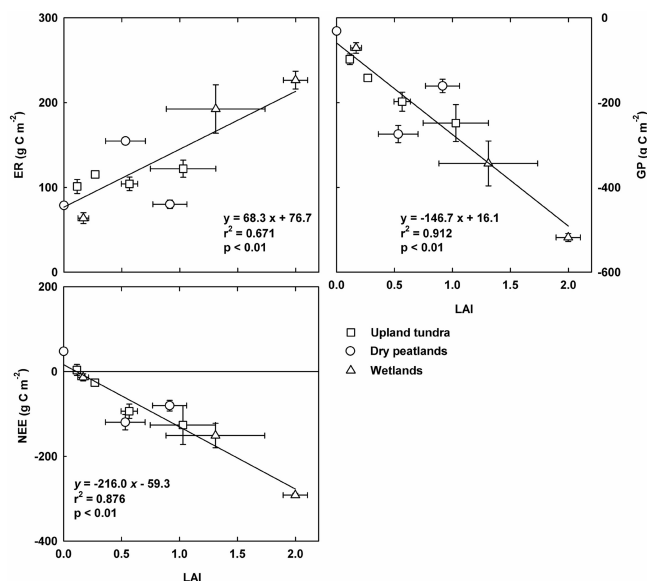 300
200
100
0
ER (g C m⁻²)
y = 68.3 x + 76.7
r² = 0.671
p < 0.01
0
-200
-400
-600
GP (g C m⁻²)
y = -146.7 x + 16.1
r² = 0.912
p < 0.01
0.0 0.5 1.0 1.5 2.0
LAI
200
0
-200
-400
NEE (g C m⁻²)
y = -216.0 x - 59.3
r² = 0.876
p < 0.01
0.0 0.5 1.0 1.5 2.0
LAI
Upland tundra
Dry peatlands
Wetlands